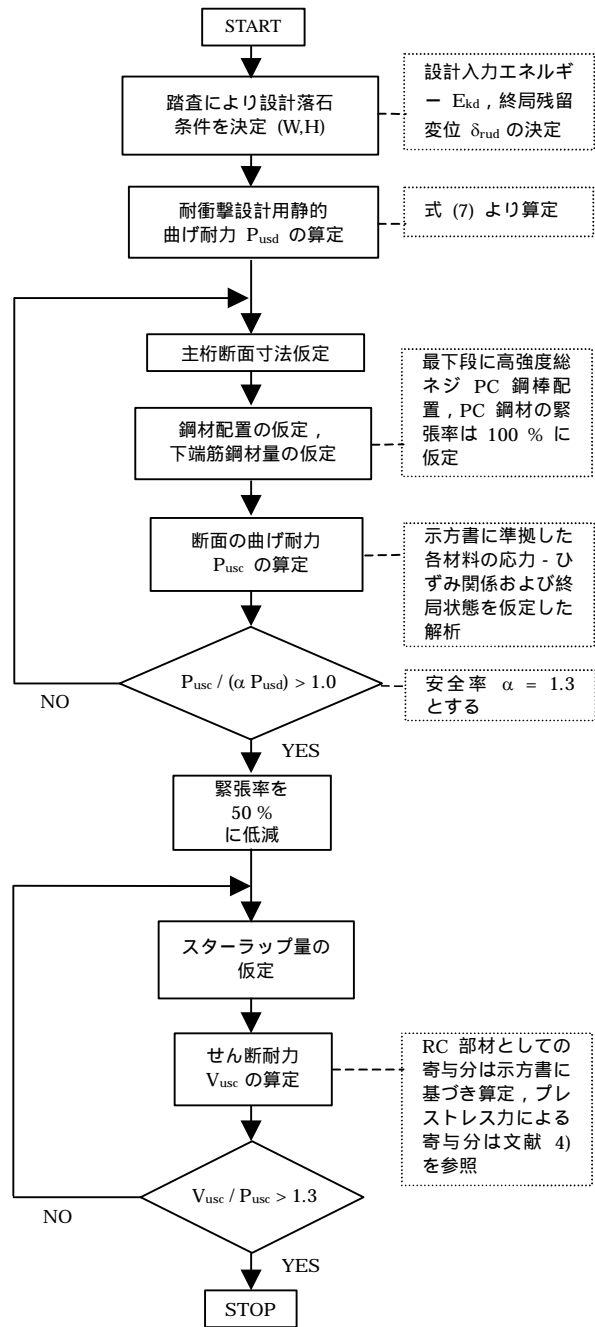 START
踏査により設計落石
条件を決定 (W,H)
設計入力エネルギ
ー Ekd , 終局残留
変位 δrud の決定
耐衝撃設計用静的
曲げ耐力 Pusd の算定
式 (7) より算定
主桁断面寸法仮定
鋼材配置の仮定 ,
下端筋鋼材量の仮定
最下段に高強度総
ネジ PC 鋼棒配
置 , PC 鋼材の緊
張率は 100 % に
仮定
断面の曲げ耐力
Pusc の算定
示方書に準拠した
各材料の応力 - ひ
ずみ関係および終
局状態を仮定した
解析
Pusc / (α Pusd) > 1.0
NO
安全率 α = 1.3
とする
YES
緊張率を
50 %
に低減
スターラップ量の
仮定
せん断耐力
Vusc の算定
RC 部材としての
寄与分は示方書に
基づき算定 , プレ
ストレス力による
寄与分は文献 4)
を参照
Vusc / Pusc > 1.3
NO
YES
STOP